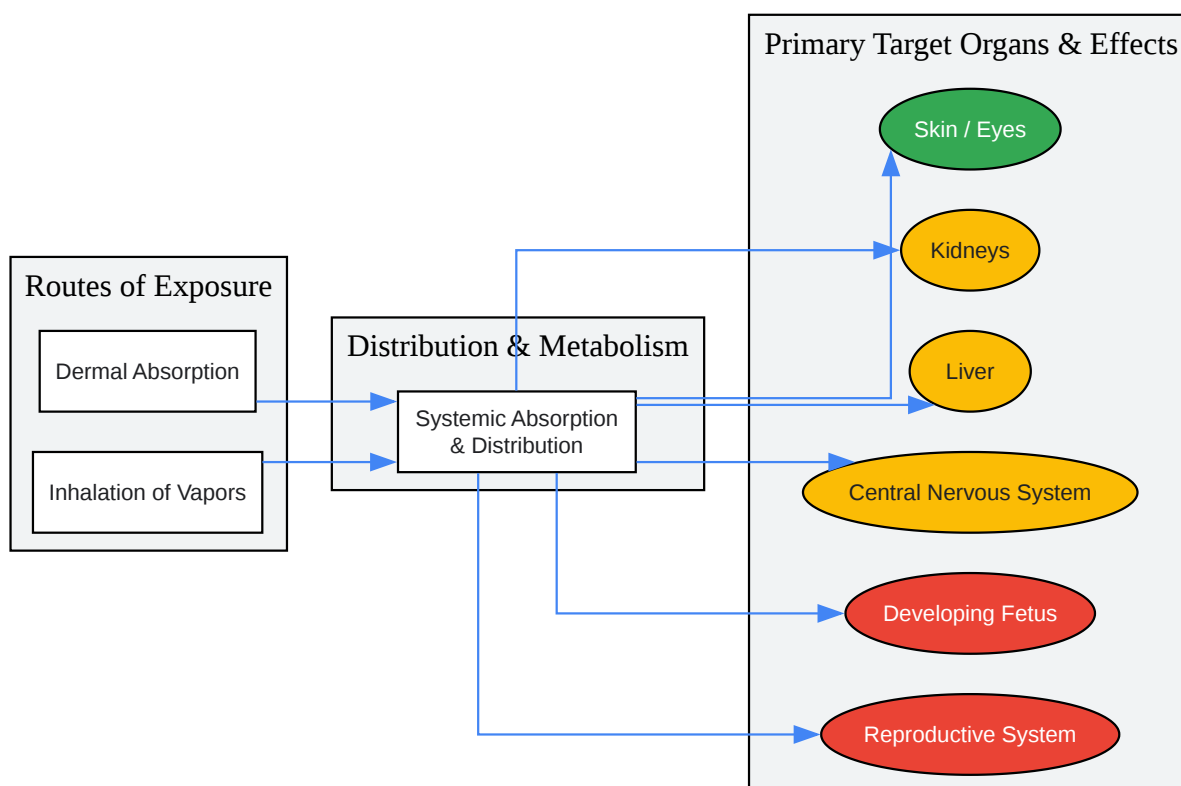 Routes of Exposure
Dermal Absorption
Inhalation of Vapors
Distribution & Metabolism
Systemic Absorption
& Distribution
Primary Target Organs & Effects
Skin / Eyes
Kidneys
Liver
Central Nervous System
Developing Fetus
Reproductive System